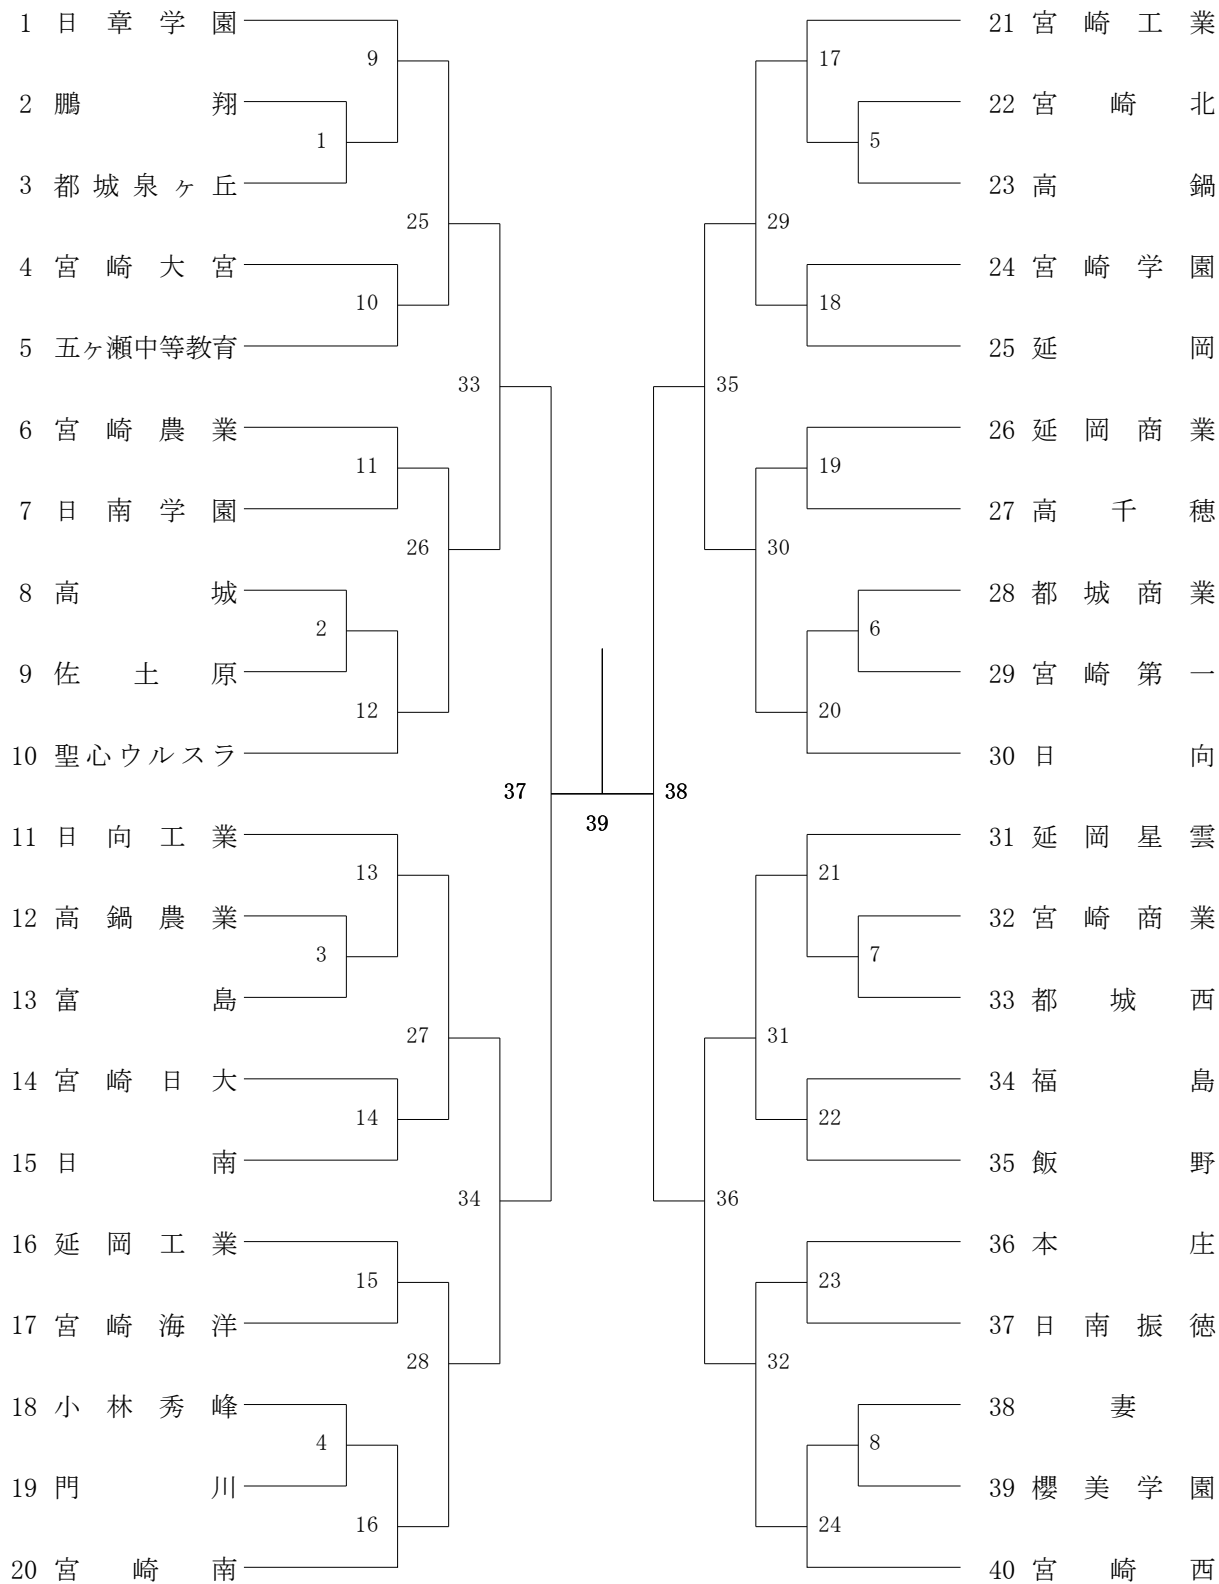 1 日章学園
9
2 鵬翔
1
3 都城泉ヶ丘
25
4 宮崎大宮
10
5 五ヶ瀬中等教育
33
6 宮崎農業
11
7 日南学園
26
8 高城
2
9 佐土原
12
10 聖心ウルスラ
37
11 日向工業
13
12 高鍋農業
3
13 富島
27
14 宮崎日大
14
15 日南
34
16 延岡工業
15
17 宮崎海洋
28
18 小林秀峰
4
19 門川
16
20 宮崎南
39
21 宮崎工業
17
22 宮崎北
5
23 高鍋
29
24 宮崎学園
18
25 延岡
35
26 延岡商業
19
27 高千穂
30
28 都城商業
6
29 宮崎第一
20
30 日向
38
31 延岡星雲
21
32 宮崎商業
7
33 都城西
31
34 福島
22
35 飯野
36
36 本庄
23
37 日南振徳
32
38 妻
8
39 櫻美学園
24
40 宮崎西